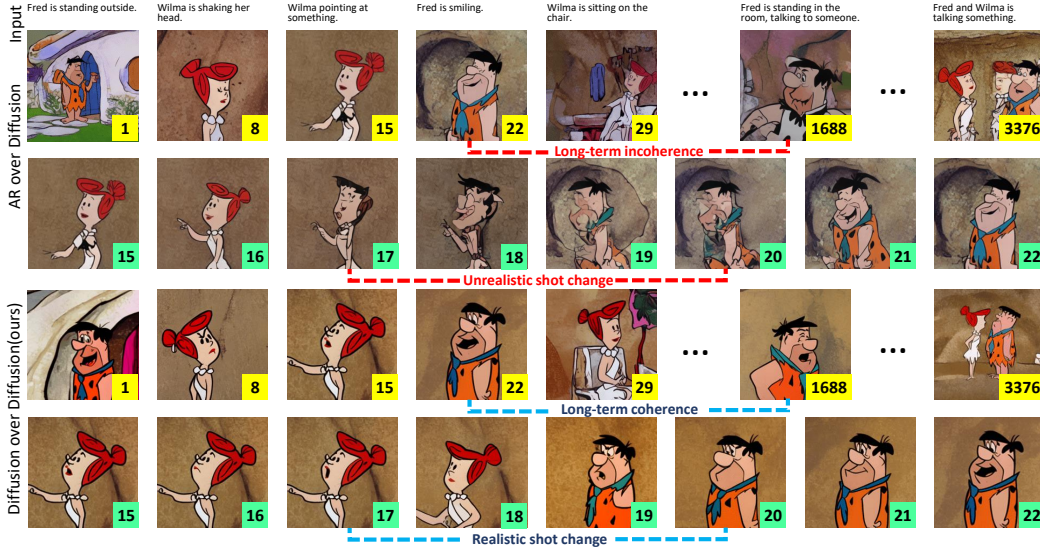 Input
Fred is standing outside.
Wilma is shaking her
head.
Wilma pointing at
something.
Fred is smiling.
Wilma is sitting on the
chair.
Fred is standing in the
room, talking to someone.
Fred and Wilma is
talking something.
AR over Diffusion
1
8
15
22
29
...
1688
...
3376
Long-term incoherence
15
16
17
18
19
20
21
22
Unrealistic shot change
Diffusion over Diffusion(ours)
1
8
15
22
29
...
1688
...
3376
Long-term coherence
15
16
17
18
19
20
21
22
Realistic shot change